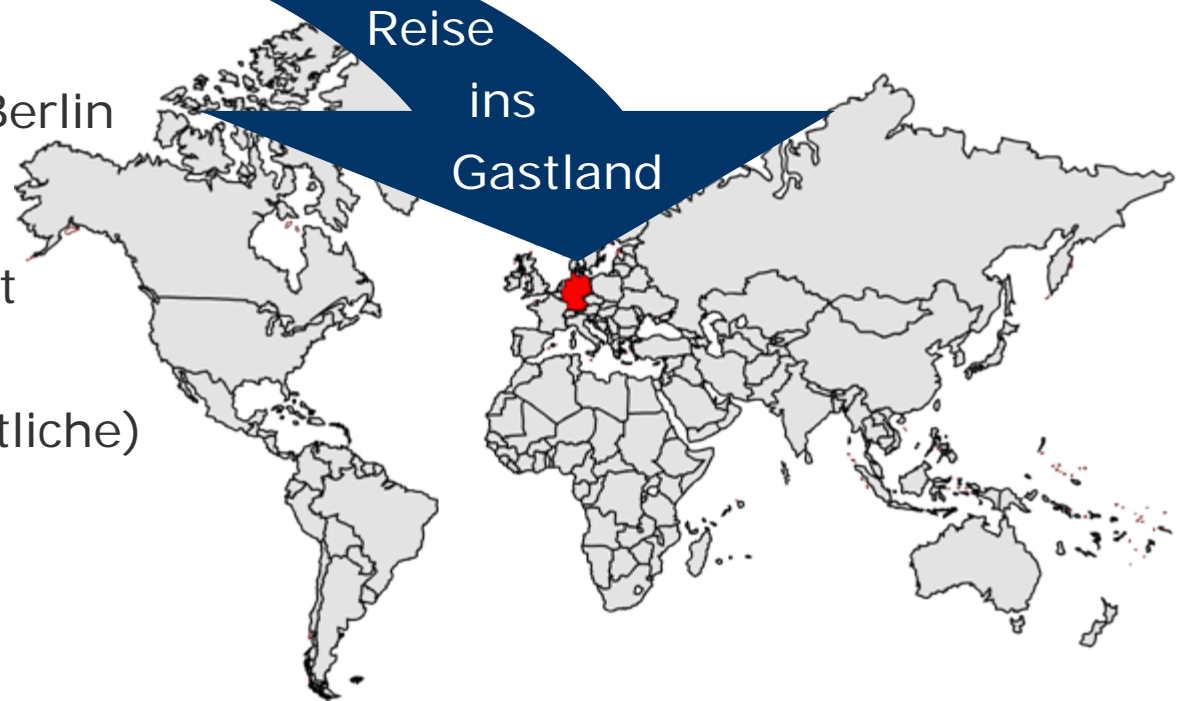 Reise
ins
Gastland
Berlin
t
tliche)